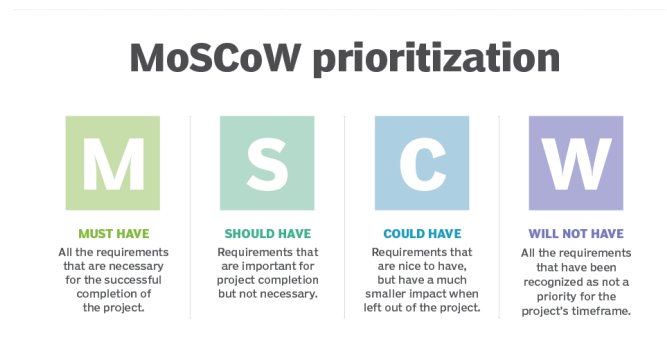 MoSCoW prioritization
M
S
C
W
MUST HAVE
All the requirements
that are necessary
for the successful
completion of
the project.
SHOULD HAVE
Requirements that
are important for
project completion
but not necessary.
COULD HAVE
Requirements that
are nice to have,
but have a much
smaller impact when
left out of the project.
WILL NOT HAVE
All the requirements
that have been
recognized as not a
priority for the
project's timeframe.